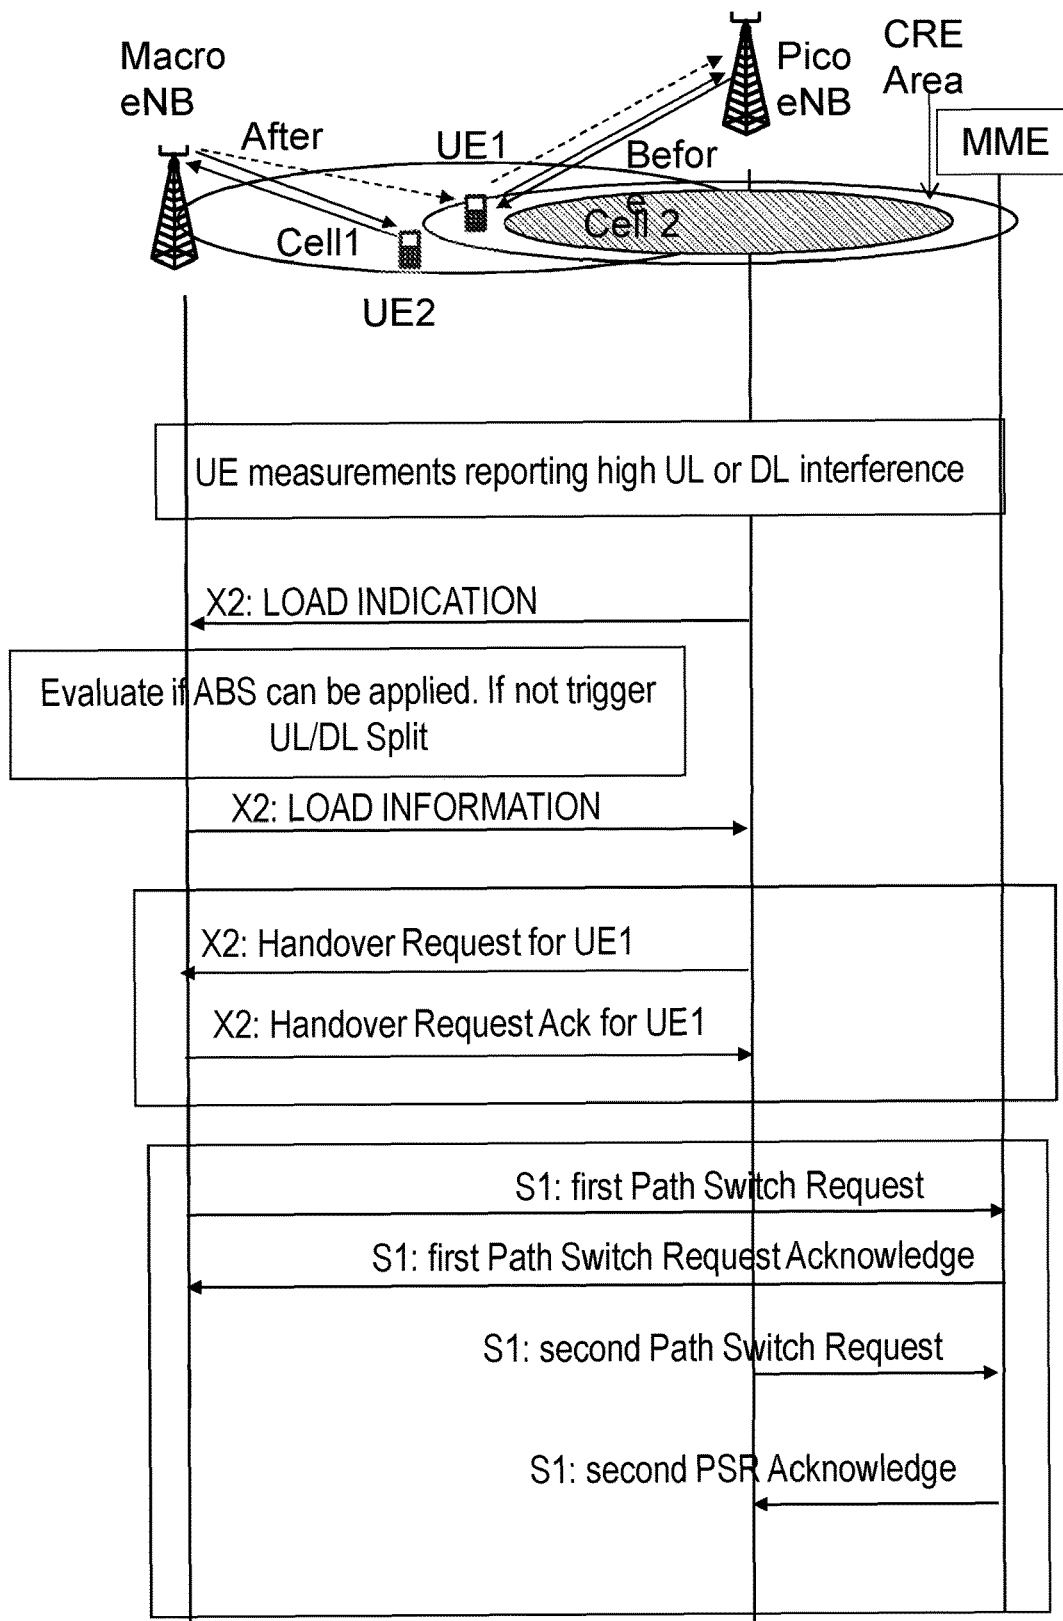 Macro
eNB
Pico
eNB
CRE
Area
MME
After
UE1
Befor
e
Cell1
Cell 2
UE2
UE measurements reporting high UL or DL interference
X2: LOAD INDICATION
Evaluate if ABS can be applied. If not trigger
UL/DL Split
X2: LOAD INFORMATION
X2: Handover Request for UE1
X2: Handover Request Ack for UE1
S1: first Path Switch Request
S1: first Path Switch Request Acknowledge
S1: second Path Switch Request
S1: second PSR Acknowledge